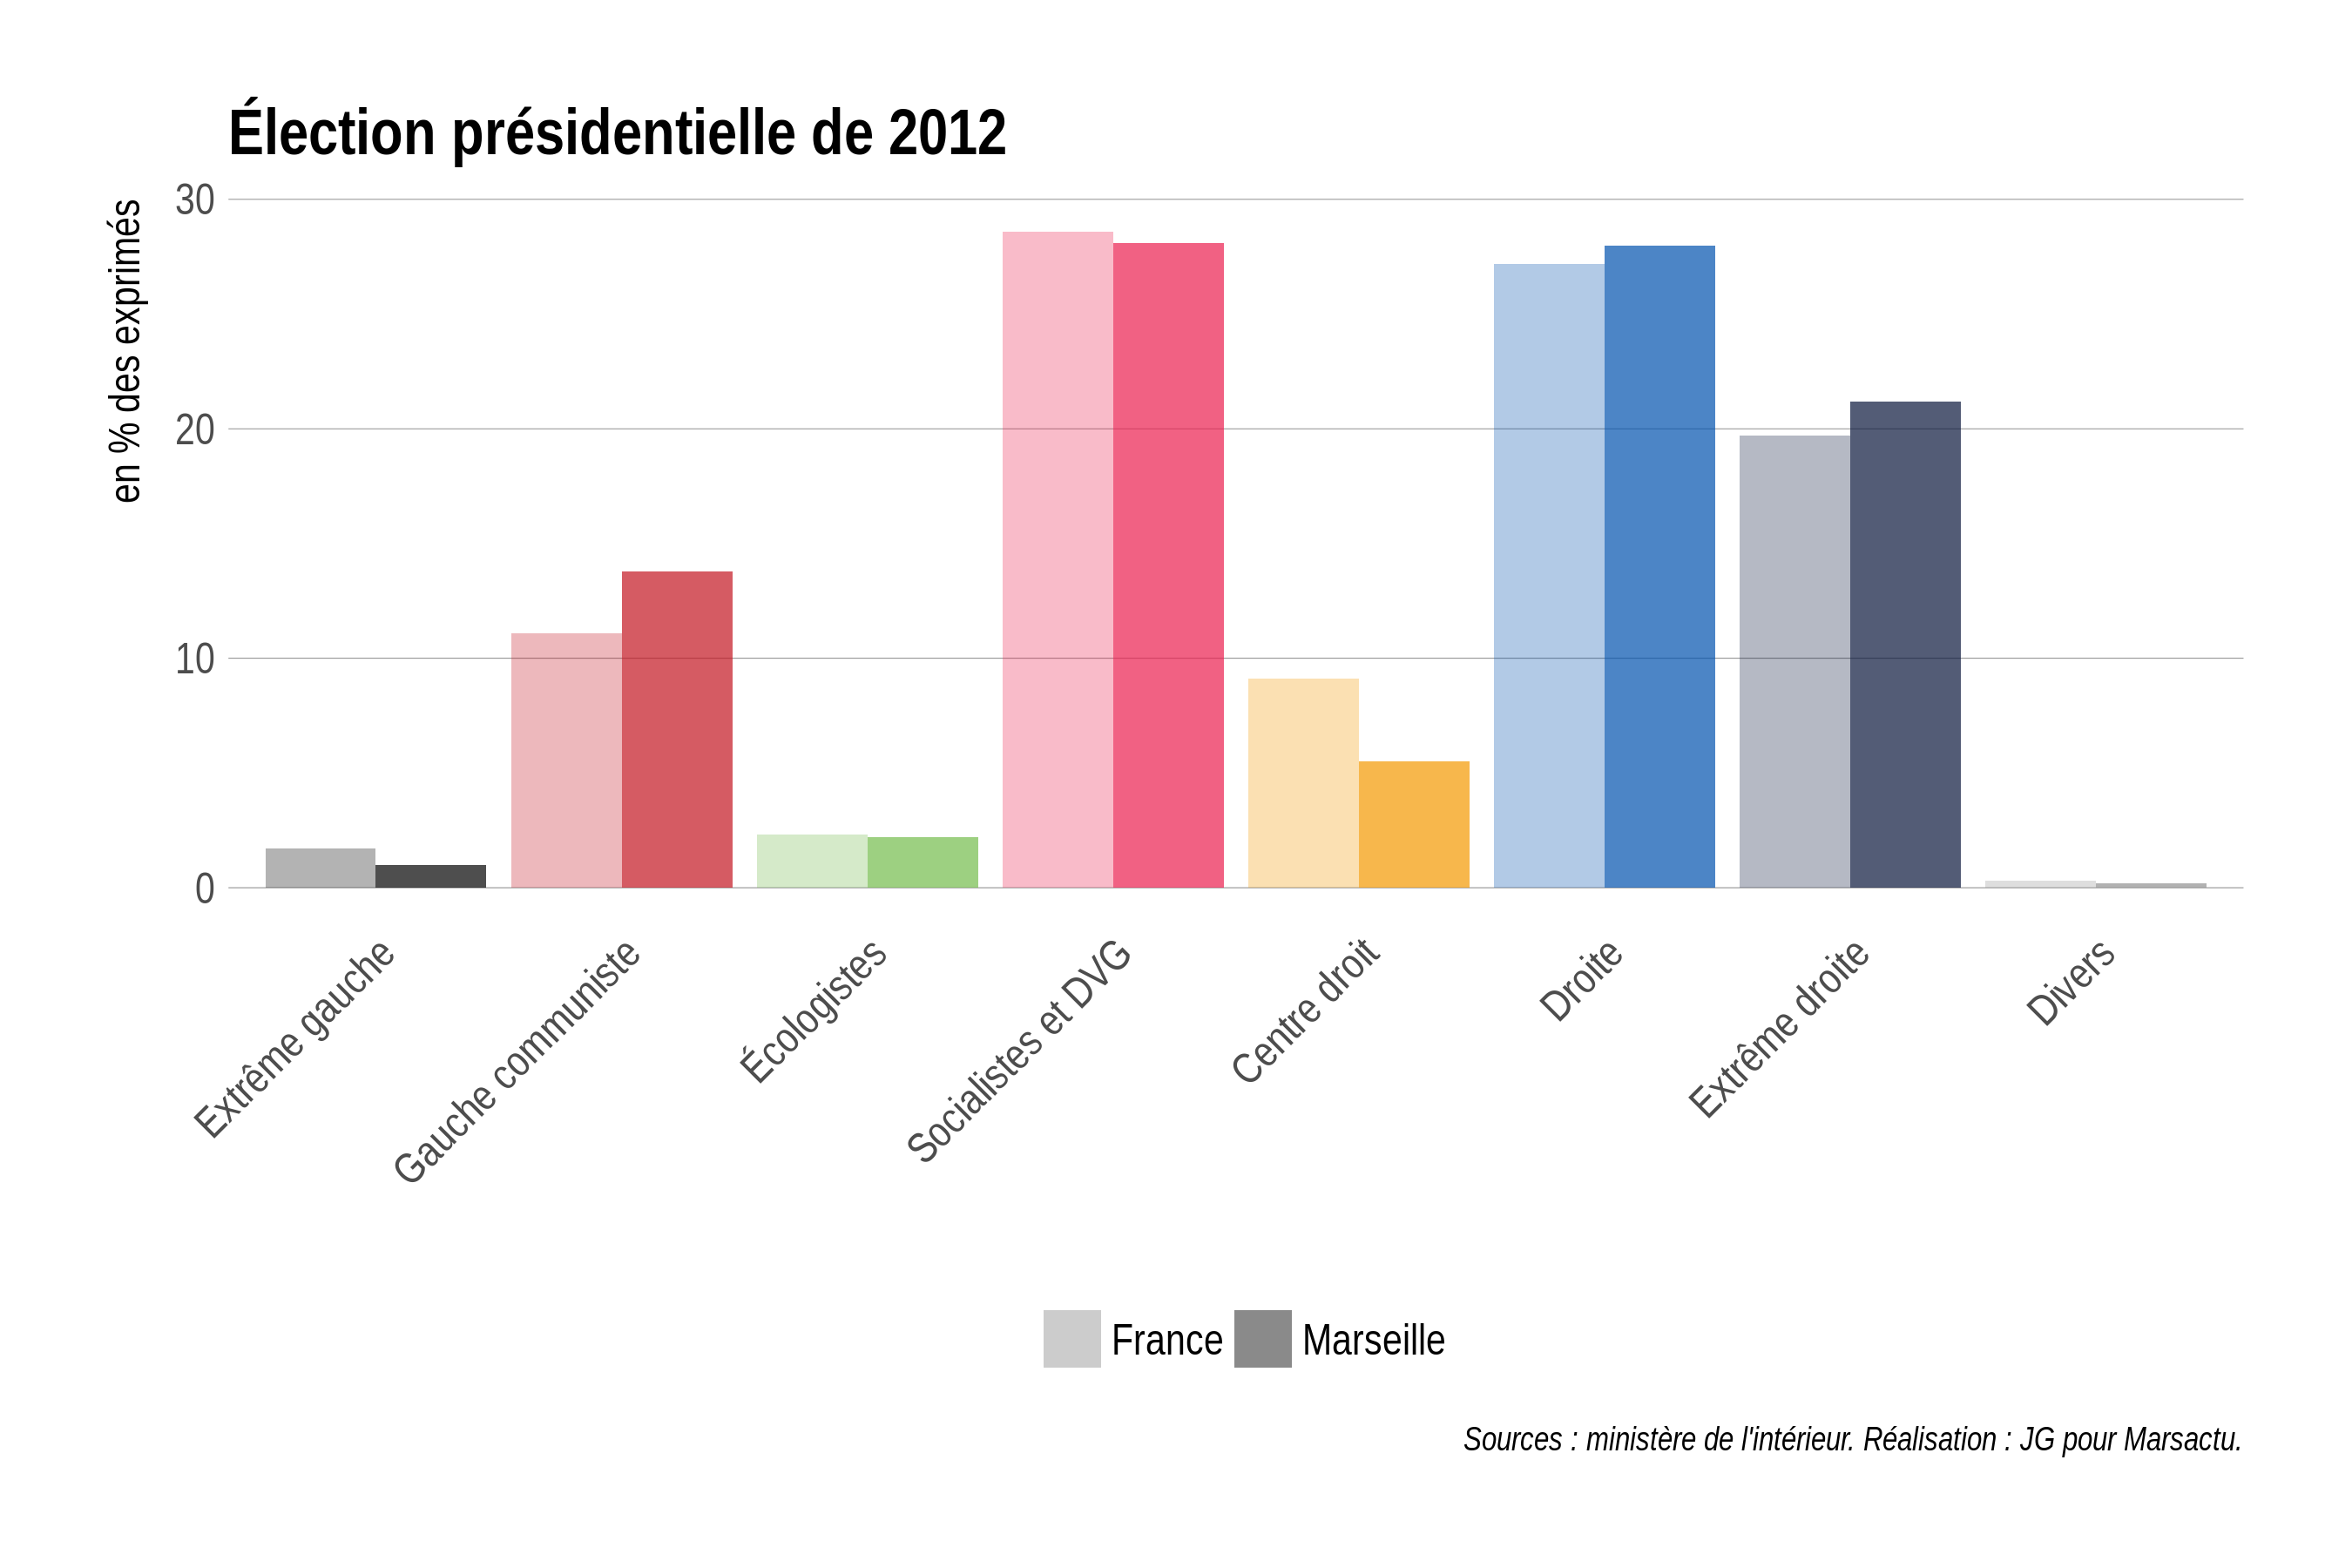 Élection présidentielle de 2012
en % des exprimés
30
20
10
0
Extrême gauche
Gauche communiste
Écologistes
Socialistes et DVG
Centre droit
Droite
Extrême droite
Divers
France
Marseille
Sources : ministère de l'intérieur. Réalisation : JG pour Marsactu.